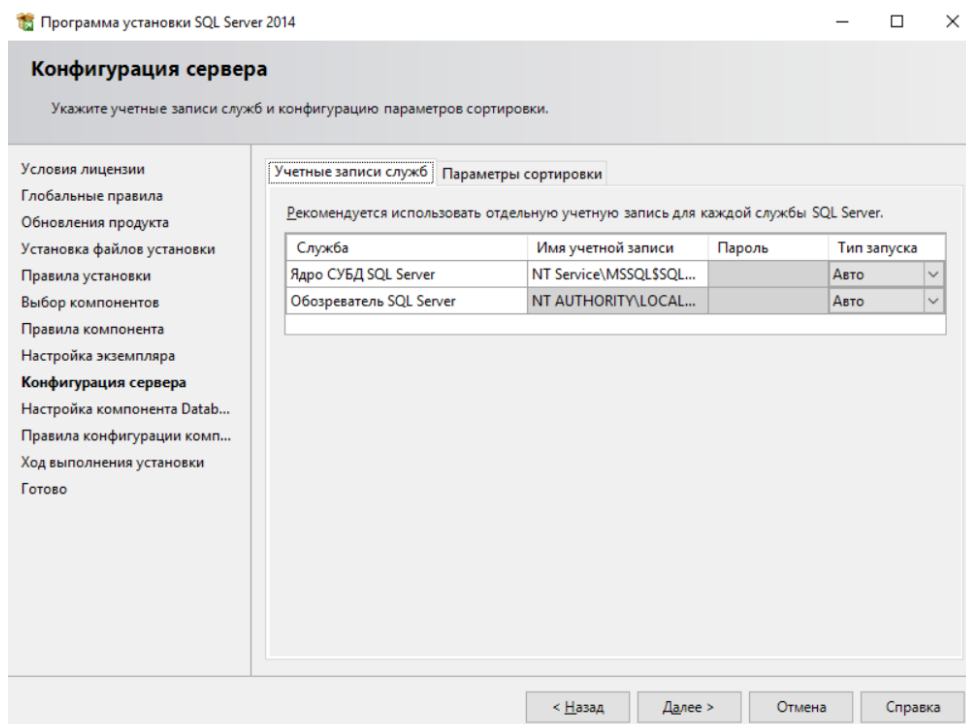 Программа установки SQL Server 2014
Конфигурация сервера
Укажите учетные записи служб и конфигурацию параметров сортировки.
Условия лицензии
Глобальные правила
Обновления продукта
Установка файлов установки
Правила установки
Выбор компонентов
Правила компонента
Настройка экземпляра
Конфигурация сервера
Настройка компонента Datab...
Правила конфигурации комп...
Ход выполнения установки
Готово
Учетные записи служб Параметры сортировки
Рекомендуется использовать отдельную учетную запись для каждой службы SQL Server.
Служба Имя учетной записи Пароль Тип запуска
Ядро СУБД SQL Server NT Service\MSSQL$SQL... Авто
Обозреватель SQL Server NT AUTHORITY\LOCAL... Авто
< Назад Далее > Отмена Справка